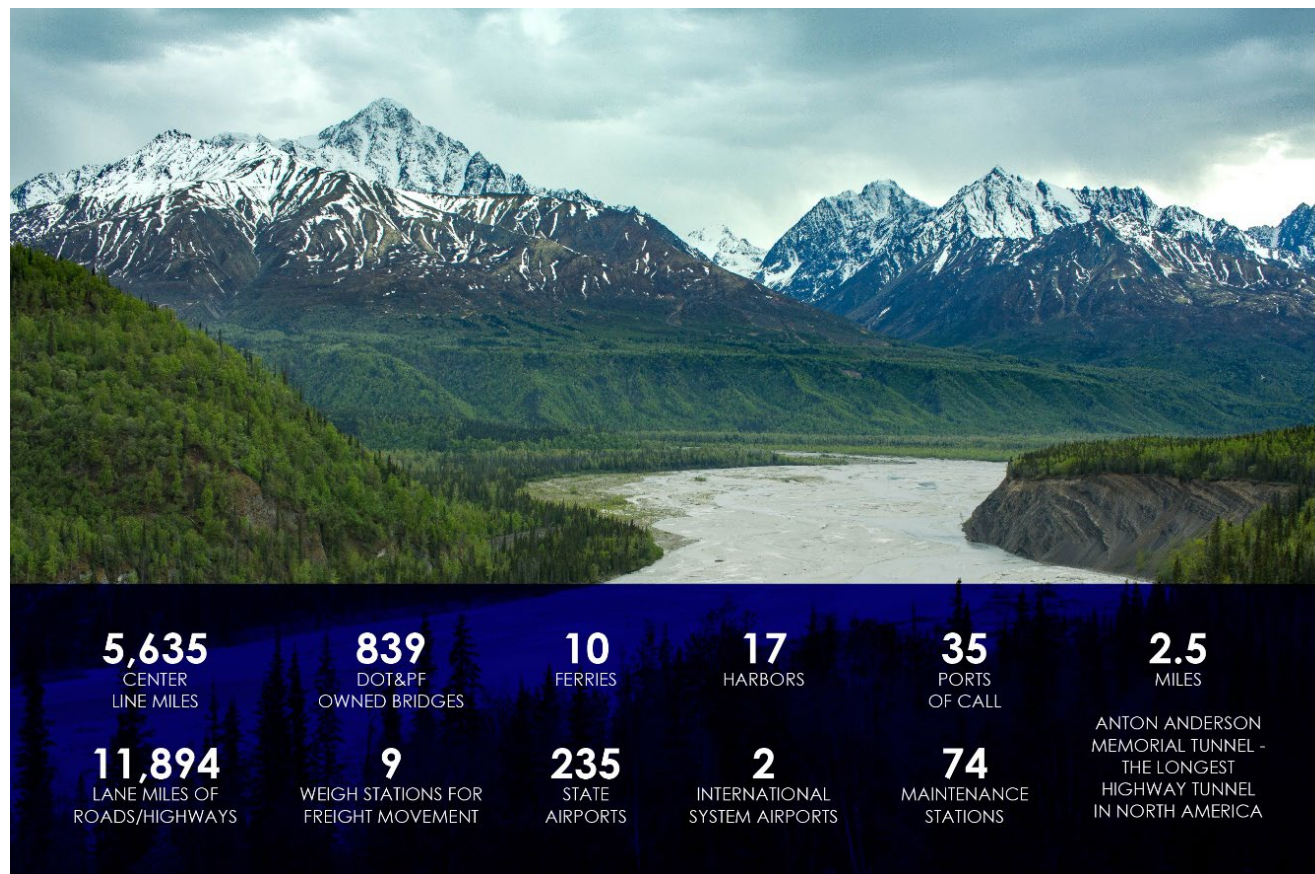 5,635
CENTER
LINE MILES
839
DOT&PF
OWNED BRIDGES
10
FERRIES
17
HARBORS
35
PORTS
OF CALL
2.5
MILES
ANTON ANDERSON
MEMORIAL TUNNEL -
THE LONGEST
HIGHWAY TUNNEL
IN NORTH AMERICA
11,894
LANE MILES OF
ROADS/HIGHWAYS
9
WEIGH STATIONS FOR
FREIGHT MOVEMENT
235
STATE
AIRPORTS
2
INTERNATIONAL
SYSTEM AIRPORTS
74
MAINTENANCE
STATIONS